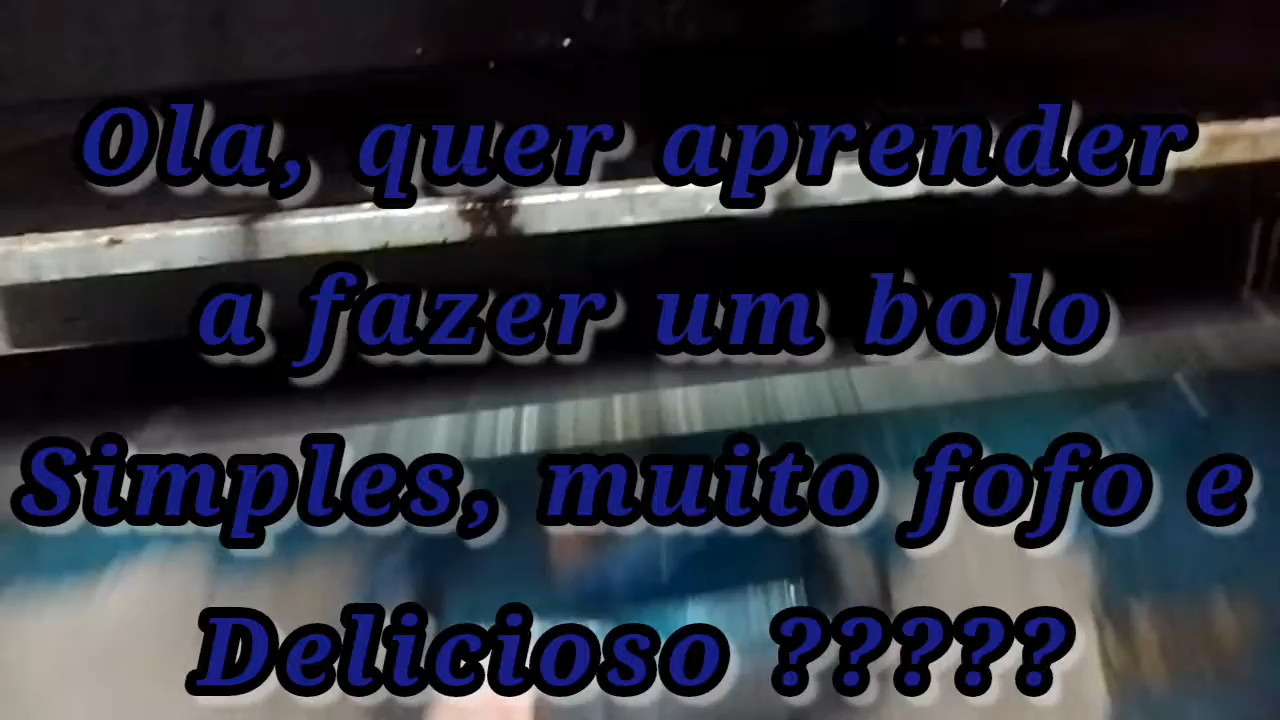 Ola, quer aprender
a fazer um bolo
Simples, muito fofo e
Delicioso ?????